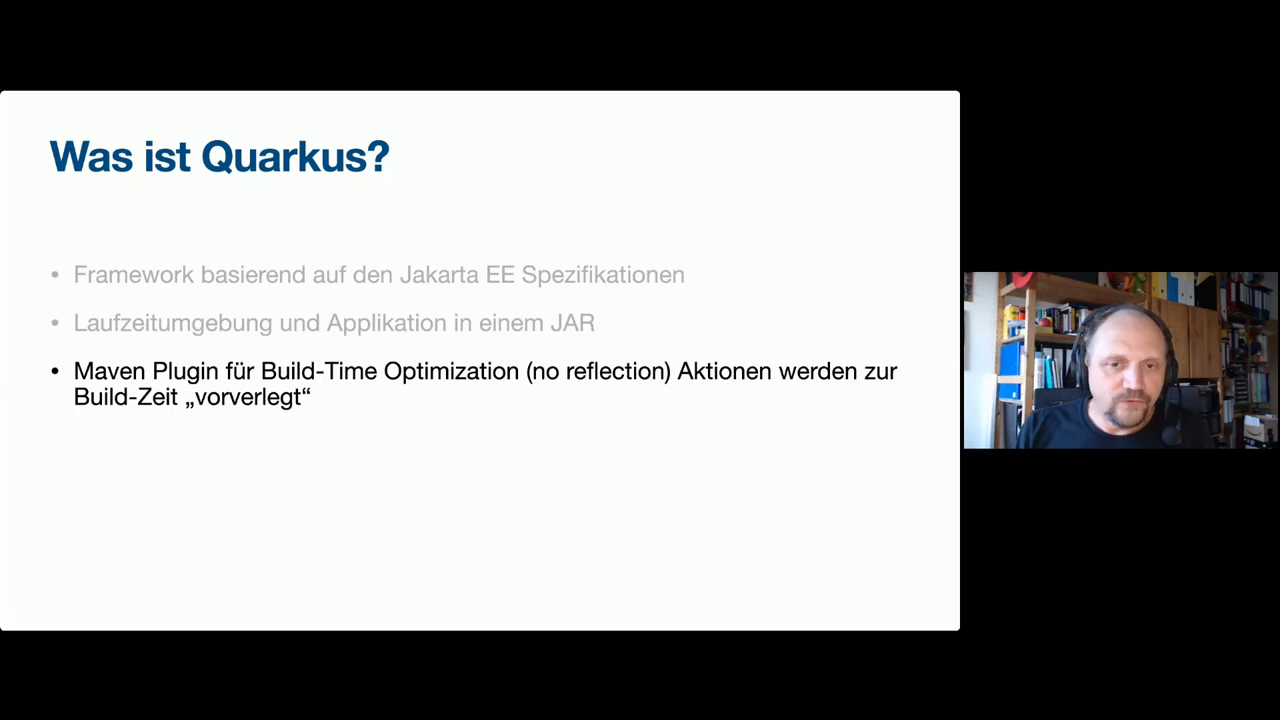 Was ist Quarkus?
• Framework basierend auf den Jakarta EE Spezifikationen
• Laufzeitumgebung und Applikation in einem JAR
• Maven Plugin für Build-Time Optimization (no reflection) Aktionen werden zur
Build-Zeit „vorverlegt“